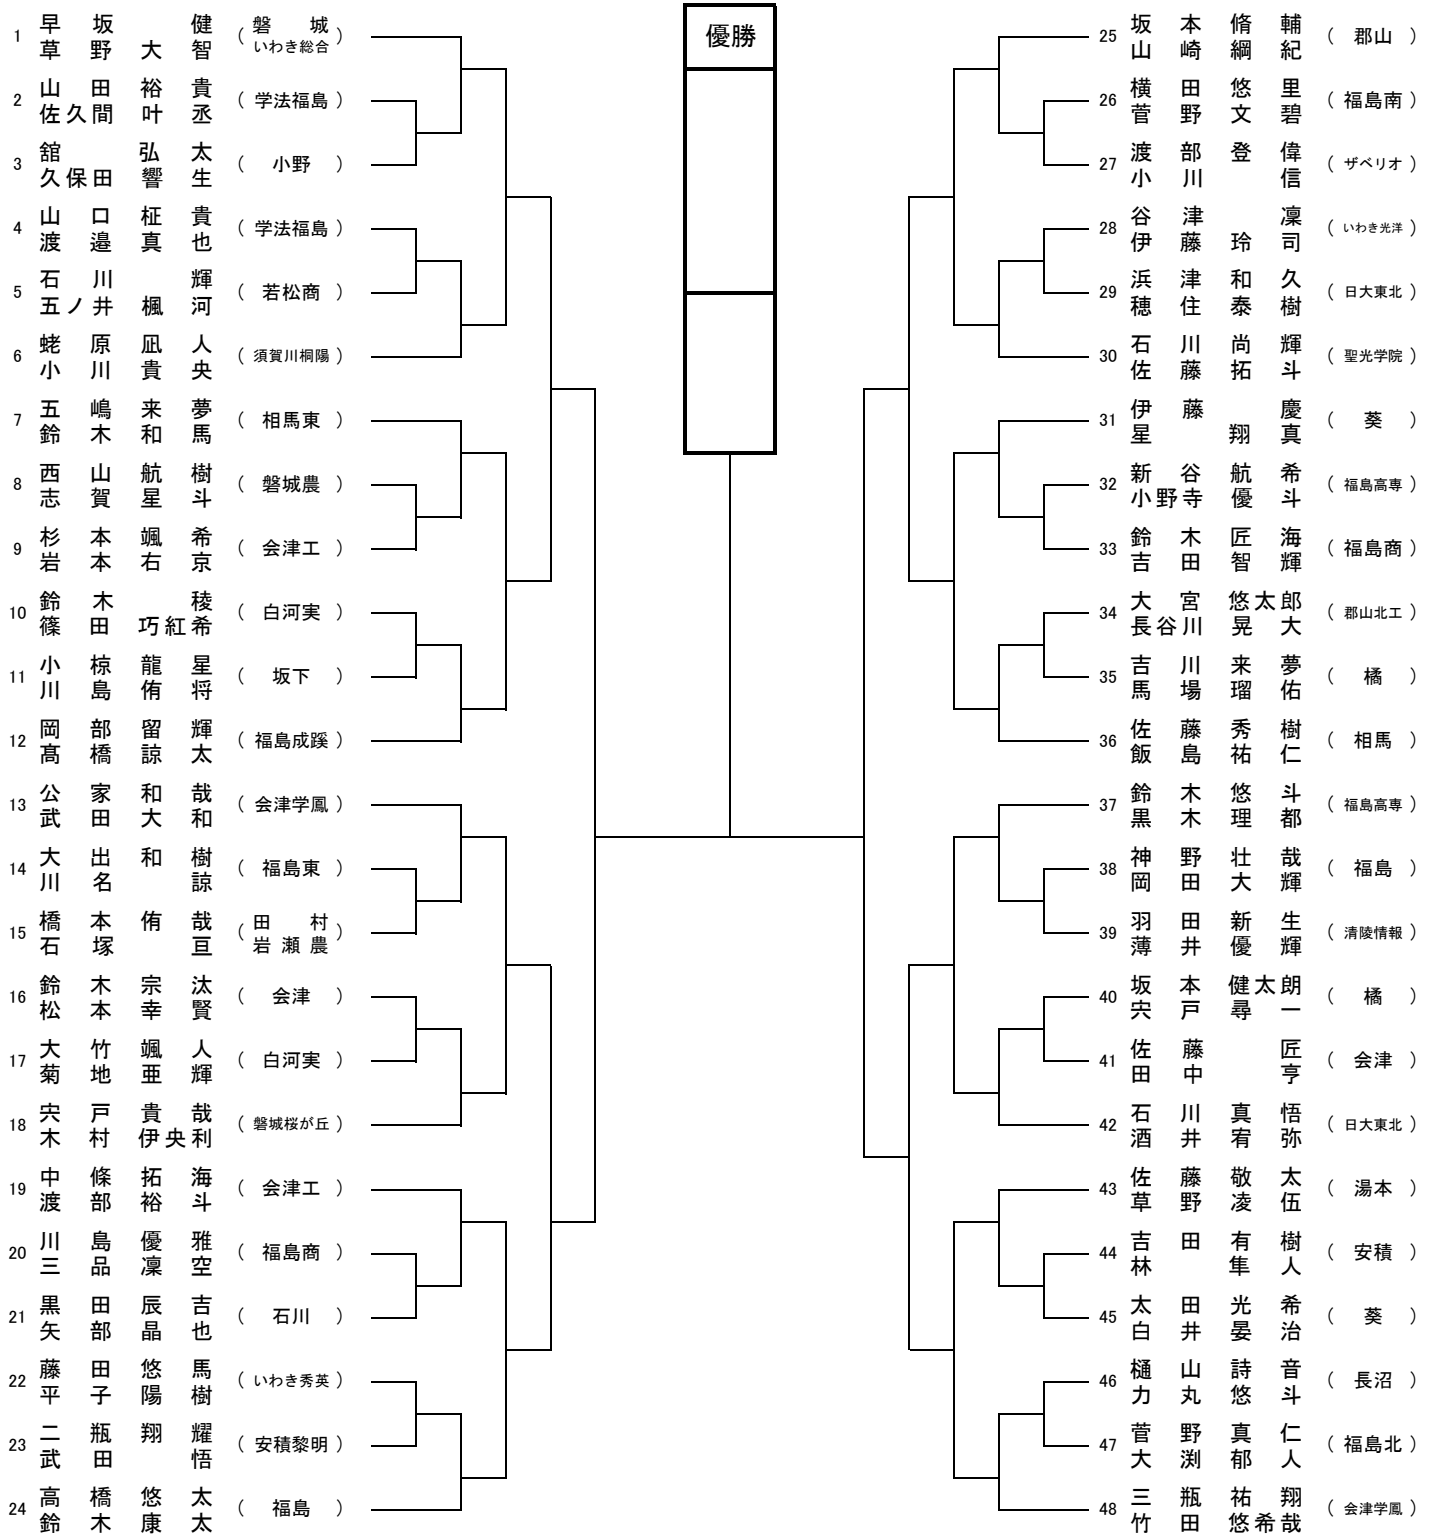 優勝
1 早坂 健 (磐城
草野大智 いわき総合)
2 山田裕貴 (学法福島)
佐久間叶丞
3 舘 弘太 (小野)
久保田響生
4 山口柾貴 (学法福島)
渡邉真也
5 石川 輝 (若松商)
五ノ井楓河
6 蛯原凪人 (須賀川桐陽)
小川貴央
7 五嶋来夢 (相馬東)
鈴木和馬
8 西山航樹 (磐城農)
志賀星斗
9 杉本颯希 (会津工)
岩本右京
10 鈴木 稜 (白河実)
篠田巧紅希
11 小椋龍星 (坂下)
川島侑将
12 岡部留輝 (福島成蹊)
髙橋諒太
13 公家和哉 (会津学鳳)
武田大和
14 大出和樹 (福島東)
川名 諒
15 橋本侑哉 (田村
石塚 亘 岩瀬農)
16 鈴木宗汰 (会津)
松本幸賢
17 大竹颯人 (白河実)
菊地亜輝
18 宍戸貴哉 (磐城桜が丘)
木村伊央利
19 中條拓海 (会津工)
渡部裕斗
20 川島優雅 (福島商)
三品凜空
21 黒田辰吉 (石川)
矢部晶也
22 藤田悠馬 (いわき秀英)
平子陽樹
23 二瓶翔耀 (安積黎明)
武田 悟
24 高橋悠太 (福島)
鈴木康太
25 坂本脩輔 (郡山)
山崎綱紀
26 横田悠里 (福島南)
菅野文碧
27 渡部登偉 (ザベリオ)
小川 信
28 谷津 凜 (いわき光洋)
伊藤玲司
29 浜津和久 (日大東北)
穂住泰樹
30 石川尚輝 (聖光学院)
佐藤拓斗
31 伊藤 慶 (葵)
星 翔真
32 新谷航希 (福島高専)
小野寺優斗
33 鈴木匠海 (福島商)
吉田智輝
34 大宮悠太郎 (郡山北工)
長谷川晃大
35 吉川来夢 (橘)
馬場瑠佑
36 佐藤秀樹 (相馬)
飯島祐仁
37 鈴木悠斗 (福島高専)
黒木理都
38 神野壮哉 (福島)
岡田大輝
39 羽田新生 (清陵情報)
薄井優輝
40 坂本健太朗 (橘)
宍戸尋一
41 佐藤 匠 (会津)
田中 亨
42 石川真悟 (日大東北)
酒井宥弥
43 佐藤敬太 (湯本)
草野凌伍
44 吉田有樹 (安積)
林 隼人
45 太田光希 (葵)
白井晏治
46 樋山詩音 (長沼)
力丸悠斗
47 菅野真仁 (福島北)
大渕郁人
48 三瓶祐翔 (会津学鳳)
竹田悠希哉